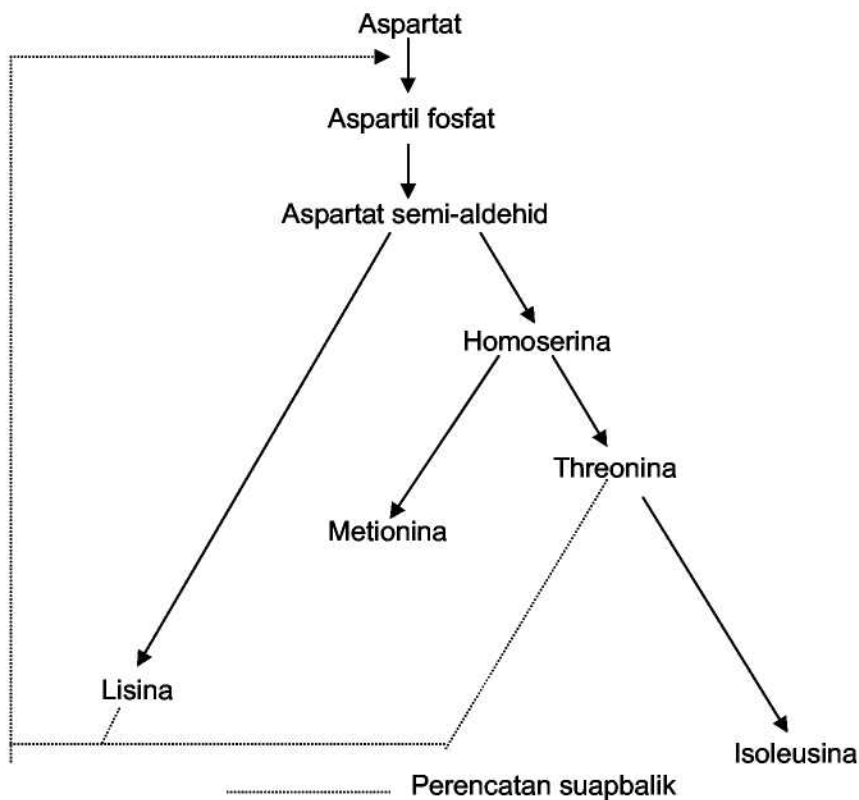 Aspartat
Aspartil fosfat
Aspartat semi-aldehid
Homoserina
Threonina
Metionina
Lisina
Isoleusina
Perencatan suapbalik